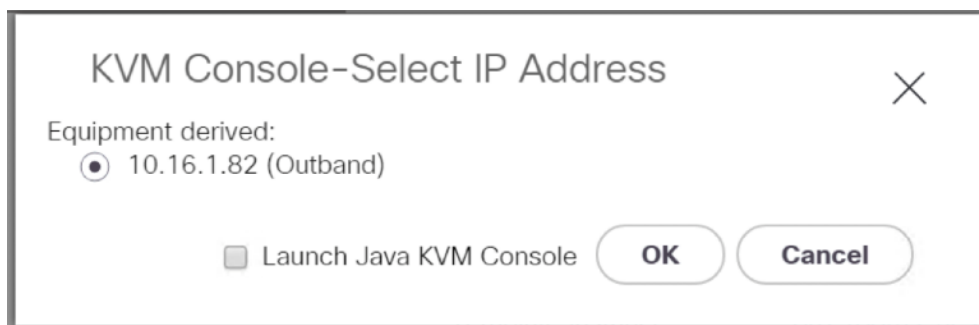 KVM Console-Select IP Address
Equipment derived:
10.16.1.82 (Outband)
Launch Java KVM Console OK Cancel